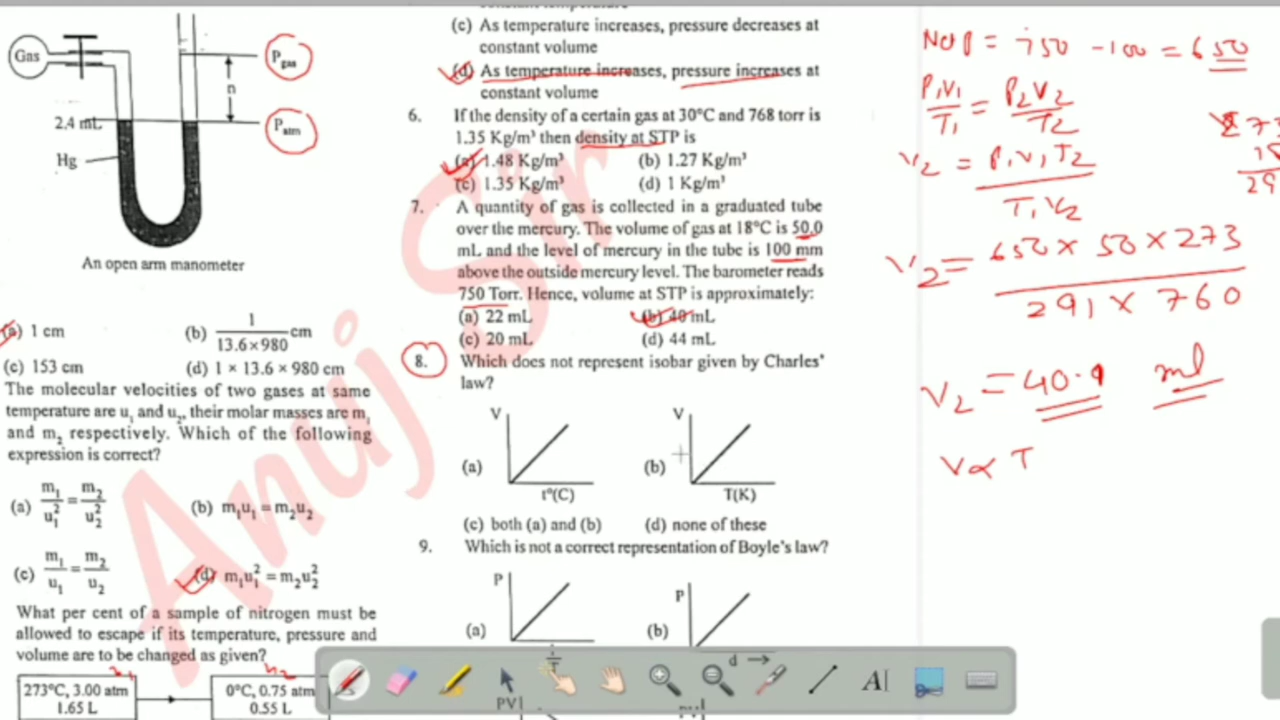 Gas
P gas
n
2.4 mL
P atm
Hg
An open arm manometer
(a) 1 cm
(b) 1/13.6×980 cm
(c) 153 cm
(d) 1 × 13.6 × 980 cm
The molecular velocities of two gases at same
temperature are u₁ and u₂, their molar masses are m₁
and m₂ respectively. Which of the following
expression is correct?
(a) m₁/u₁² = m₂/u₂²
(b) m₁u₁ = m₂u₂
(c) m₁/u₁ = m₂/u₂
(d) m₁u₁² = m₂u₂²
What per cent of a sample of nitrogen must be
allowed to escape if its temperature, pressure and
volume are to be changed as given?
273°C, 3.00 atm
1.65 L
0°C, 0.75 atm
0.55 L
(c) As temperature increases, pressure decreases at
constant volume
(d) As temperature increases, pressure increases at
constant volume
6. If the density of a certain gas at 30°C and 768 torr is
1.35 Kg/m³ then density at STP is
(a) 1.48 Kg/m³
(b) 1.27 Kg/m³
(c) 1.35 Kg/m³
(d) 1 Kg/m³
7. A quantity of gas is collected in a graduated tube
over the mercury. The volume of gas at 18°C is 50.0
mL and the level of mercury in the tube is 100 mm
above the outside mercury level. The barometer reads
750 Torr. Hence, volume at STP is approximately:
(a) 22 mL
(b) 40 mL
(c) 20 mL
(d) 44 mL
8. Which does not represent isobar given by Charles'
law?
V
(a)
t°(C)
V
(b)
T(K)
(c) both (a) and (b)
(d) none of these
9. Which is not a correct representation of Boyle's law?
P
(a)
P
(b)
d
PV
Anuj Sir
= 750 - 100 = 650
P₁V₁/T₁ = P₂V₂/T₂
V₂ = P₁V₁T₂/T₁V₂
V₂ = 650 × 50 × 273/291 × 760
V₂ = 40.1 ml
V ∝ T
AI